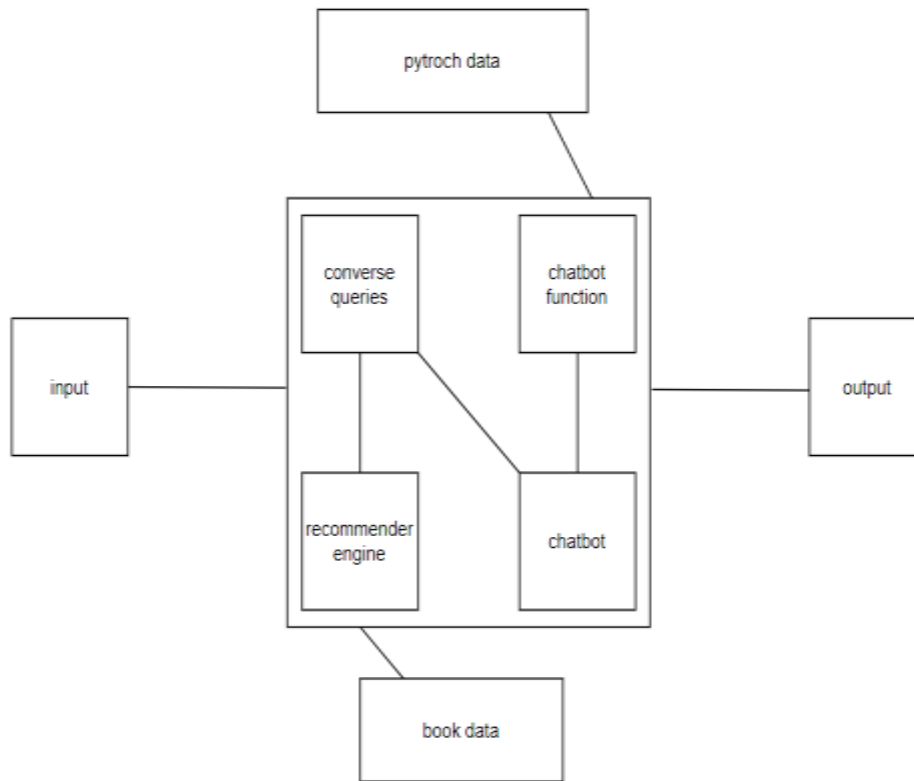 pytroch data
converse
queries
chatbot
function
input
output
recommender
engine
chatbot
book data